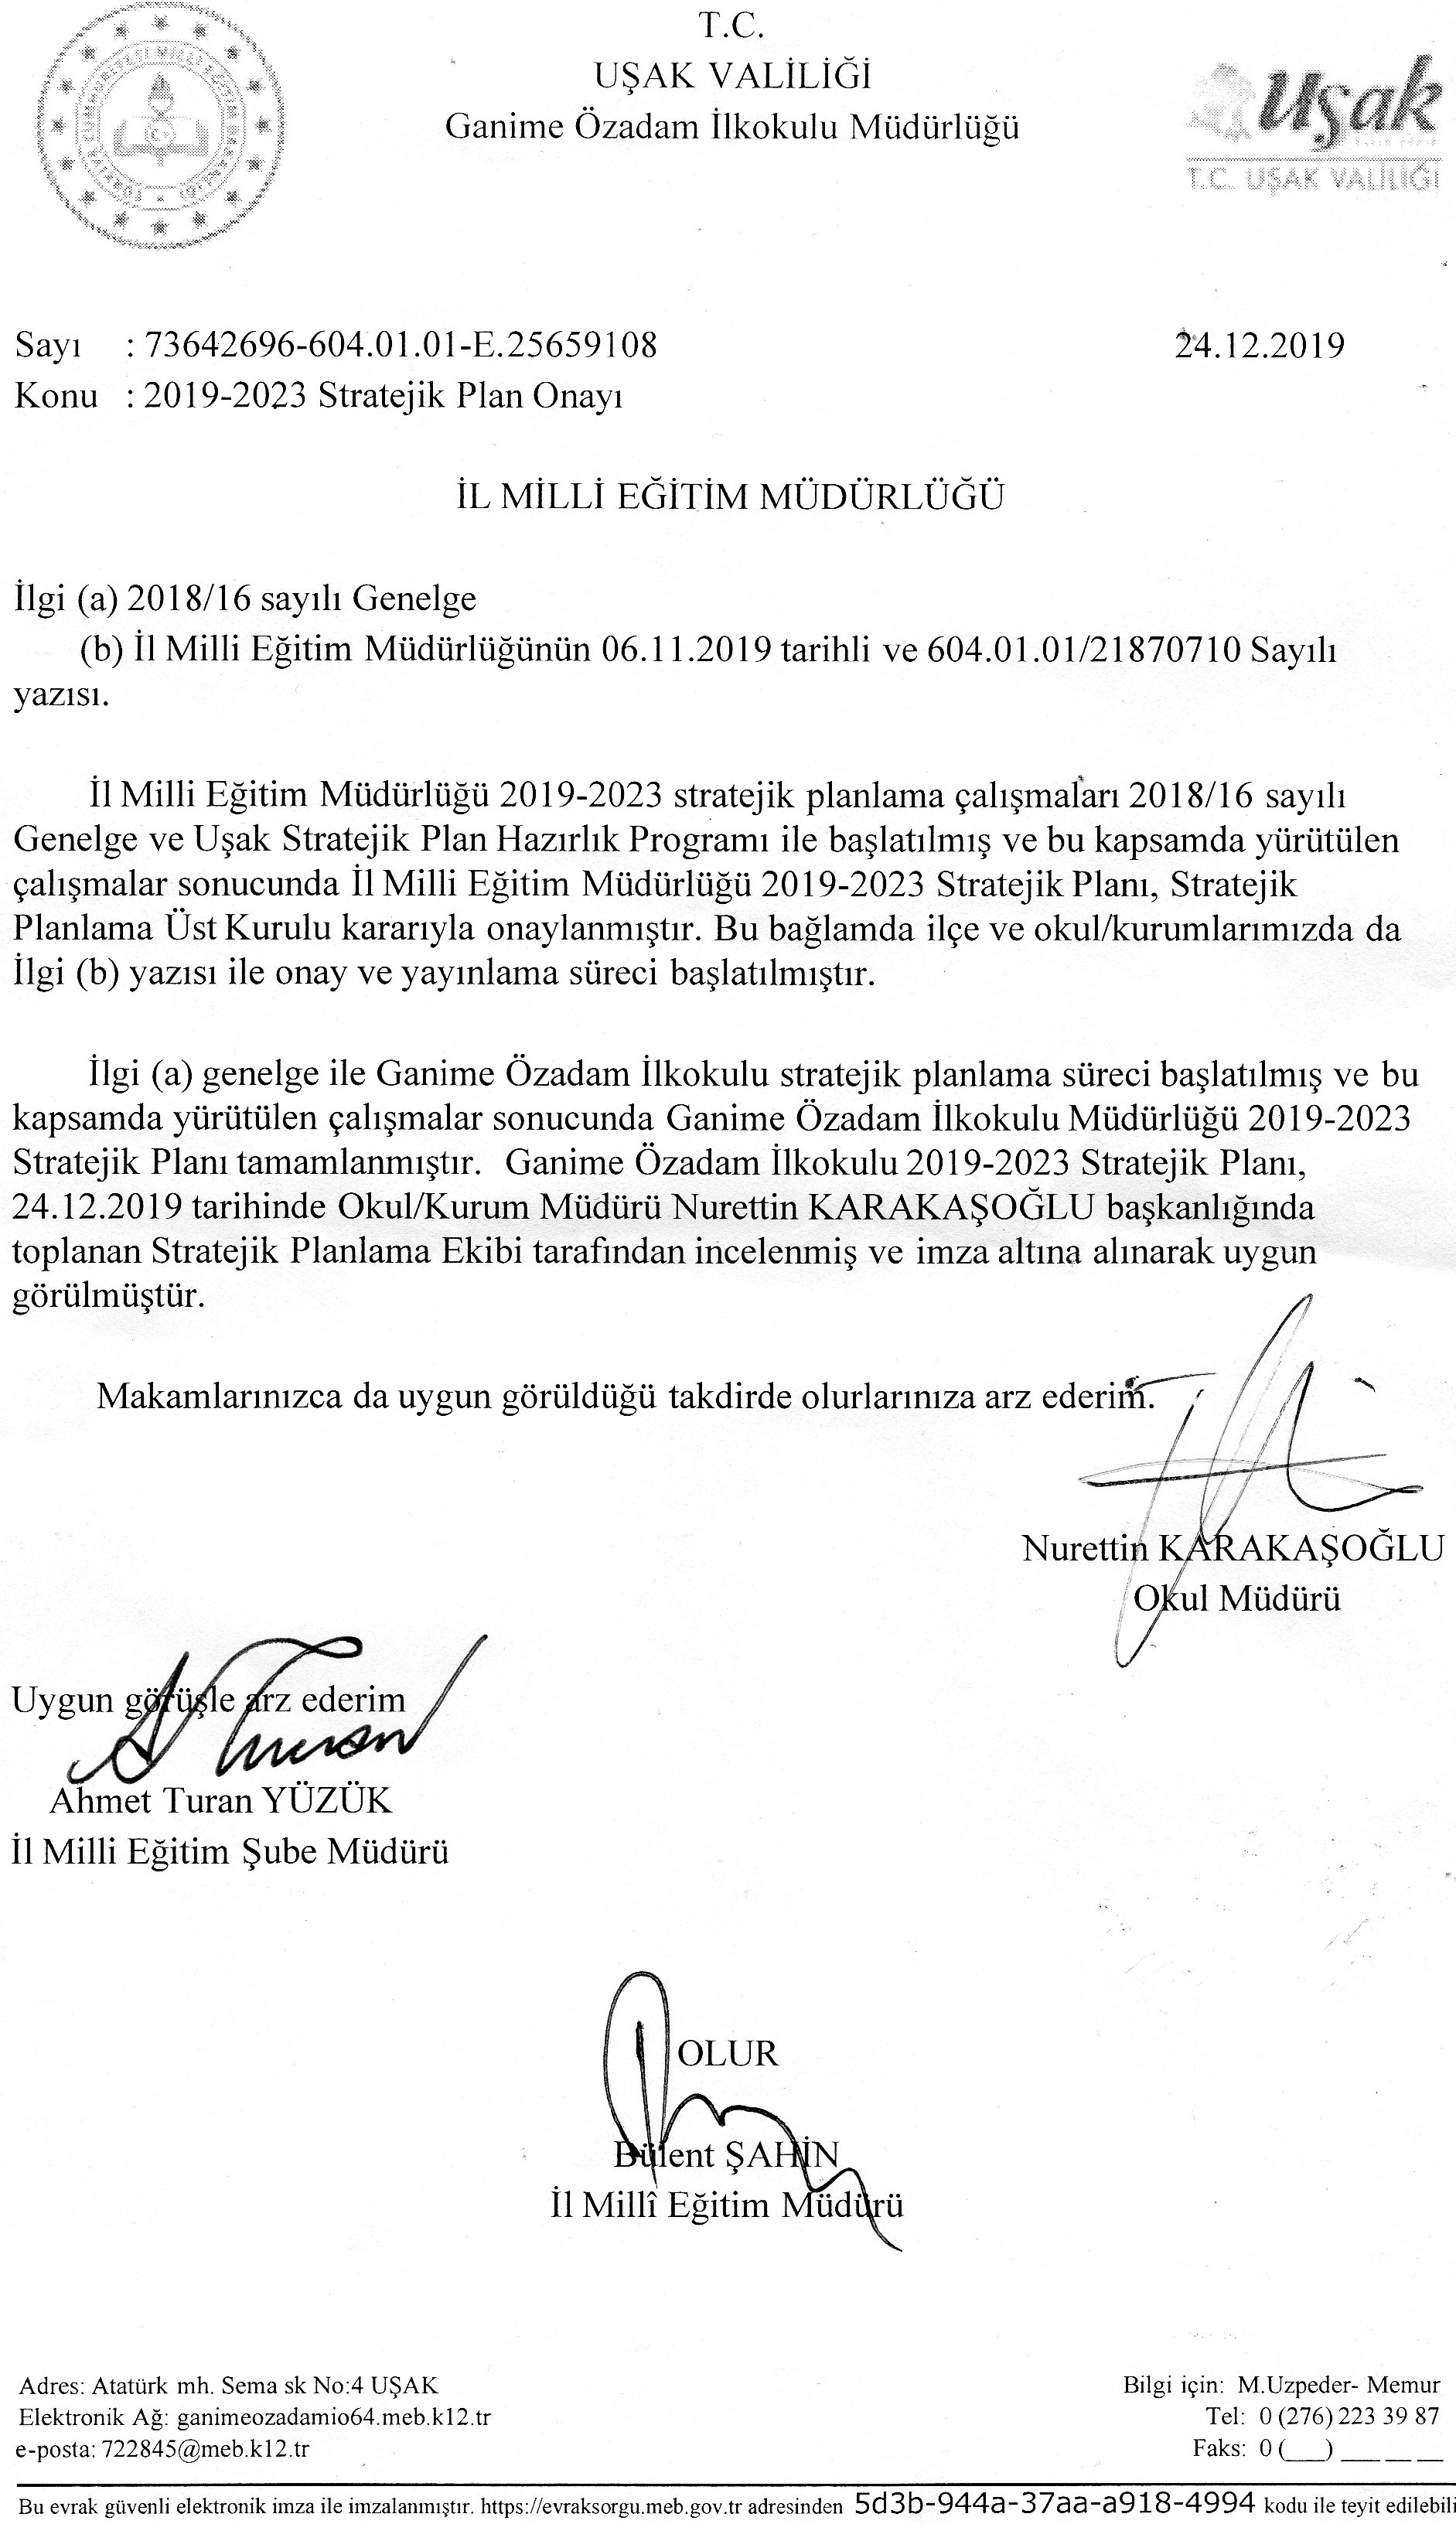 T.C.
UŞAK VALİLİĞİ
Ganime Özadam İlkokulu Müdürlüğü
Uşak
T.C. UŞAK VALİLİĞİ
Sayı : 73642696-604.01.01-E.25659108 24.12.2019
Konu : 2019-2023 Stratejik Plan Onayı
İL MİLLİ EĞİTİM MÜDÜRLÜĞÜ
İlgi (a) 2018/16 sayılı Genelge
(b) İl Milli Eğitim Müdürlüğünün 06.11.2019 tarihli ve 604.01.01/21870710 Sayılı
yazısı.
İl Milli Eğitim Müdürlüğü 2019-2023 stratejik planlama çalışmaları 2018/16 sayılı
Genelge ve Uşak Stratejik Plan Hazırlık Programı ile başlatılmış ve bu kapsamda yürütülen
çalışmalar sonucunda İl Milli Eğitim Müdürlüğü 2019-2023 Stratejik Planı, Stratejik
Planlama Üst Kurulu kararıyla onaylanmıştır. Bu bağlamda ilçe ve okul/kurumlarımızda da
İlgi (b) yazısı ile onay ve yayınlama süreci başlatılmıştır.
İlgi (a) genelge ile Ganime Özadam İlkokulu stratejik planlama süreci başlatılmış ve bu
kapsamda yürütülen çalışmalar sonucunda Ganime Özadam İlkokulu Müdürlüğü 2019-2023
Stratejik Planı tamamlanmıştır. Ganime Özadam İlkokulu 2019-2023 Stratejik Planı,
24.12.2019 tarihinde Okul/Kurum Müdürü Nurettin KARAKAŞOĞLU başkanlığında
toplanan Stratejik Planlama Ekibi tarafından incelenmiş ve imza altına alınarak uygun
görülmüştür.
Makamlarınızca da uygun görüldüğü takdirde olurlarınıza arz ederim.
Nurettin KARAKAŞOĞLU
Okul Müdürü
Uygun görüşle arz ederim
Ahmet Turan YÜZÜK
İl Milli Eğitim Şube Müdürü
OLUR
Bülent ŞAHİN
İl Millî Eğitim Müdürü
Adres: Atatürk mh. Sema sk No:4 UŞAK
Elektronik Ağ: ganimeozadamio64.meb.k12.tr
e-posta: 722845@meb.k12.tr
Bilgi için: M.Uzpeder- Memur
Tel: 0 (276) 223 39 87
Faks: 0 (___) ___ __ __
Bu evrak güvenli elektronik imza ile imzalanmıştır. https://evraksorgu.meb.gov.tr adresinden 5d3b-944a-37aa-a918-4994 kodu ile teyit edilebili